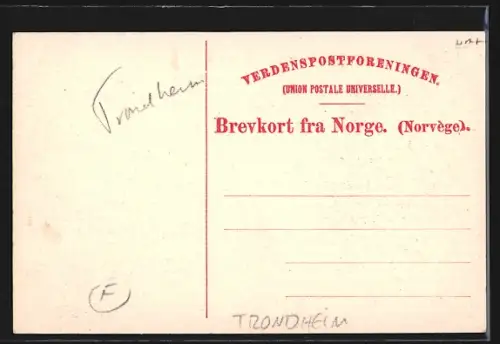 Trondheim
VERDENSPOSTFORENINGEN.
(UNION POSTALE UNIVERSELLE.)
Brevkort fra Norge. (Norvège).
F
TRONDHEIM